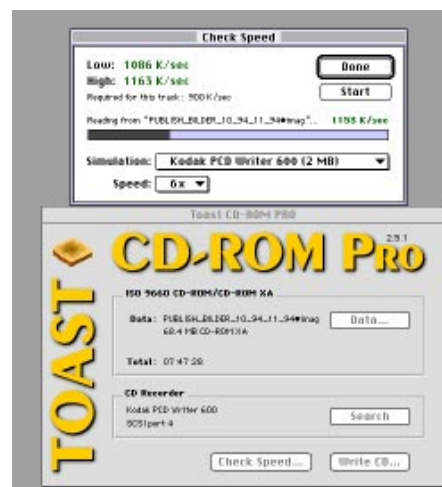 Check Speed
Low: 1086 K/sec
High: 1163 K/sec
Required for this track: 900 K/sec
Done
Start
Reading from "PUBLISH_BILDER_10_94_11_94#imag"... 1153 K/sec
Simulation: Kodak PCD Writer 600 (2 MB)
Speed: 6x
Toast CD-ROM PRO
TOAST
CD-ROM PRO
2.5.1
ISO 9660 CD-ROM/CD-ROM XA
Data: PUBLISH_BILDER_10_94_11_94#imag
68.4 MB CD-ROM XA
Data...
Total: 07:47:28
CD Recorder
Kodak PCD Writer 600
SCSI port 4
Search
Check Speed...
Write CD...